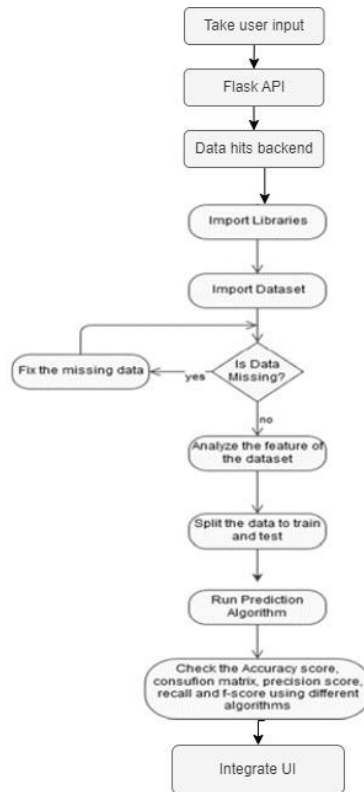 Take user input
Flask API
Data hits backend
Import Libraries
Import Dataset
Is Data
Missing?
Fix the missing data
yes
no
Analyze the feature of
the dataset
Split the data to train
and test
Run Prediction
Algorithm
Check the Accuracy score,
consufion matrix, precision score,
recall and f-score using different
algorithms
Integrate UI